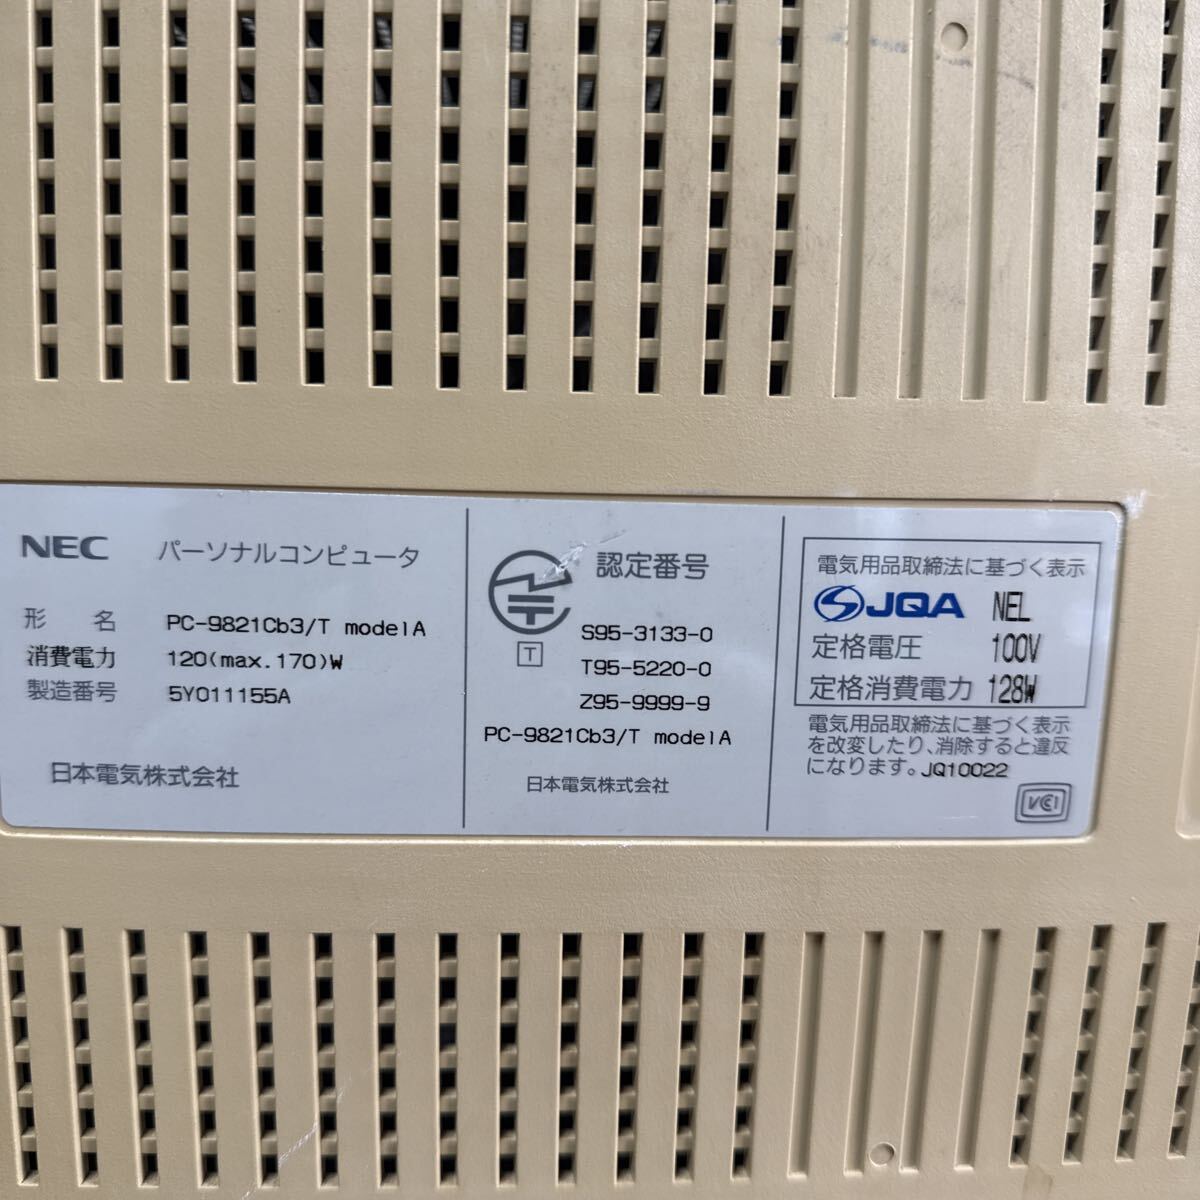 NEC パーソナルコンピュータ
形 名 PC-9821Cb3/T modelA
消費電力 120(max.170)W
製造番号 5Y011155A
日本電気株式会社
認定番号
S95-3133-0
T T95-5220-0
Z95-9999-9
PC-9821Cb3/T modelA
日本電気株式会社
電気用品取締法に基づく表示
JQA NEL
定格電圧 100V
定格消費電力 128W
電気用品取締法に基づく表示
を改変したり、消除すると違反
になります。JQ10022
VCCI